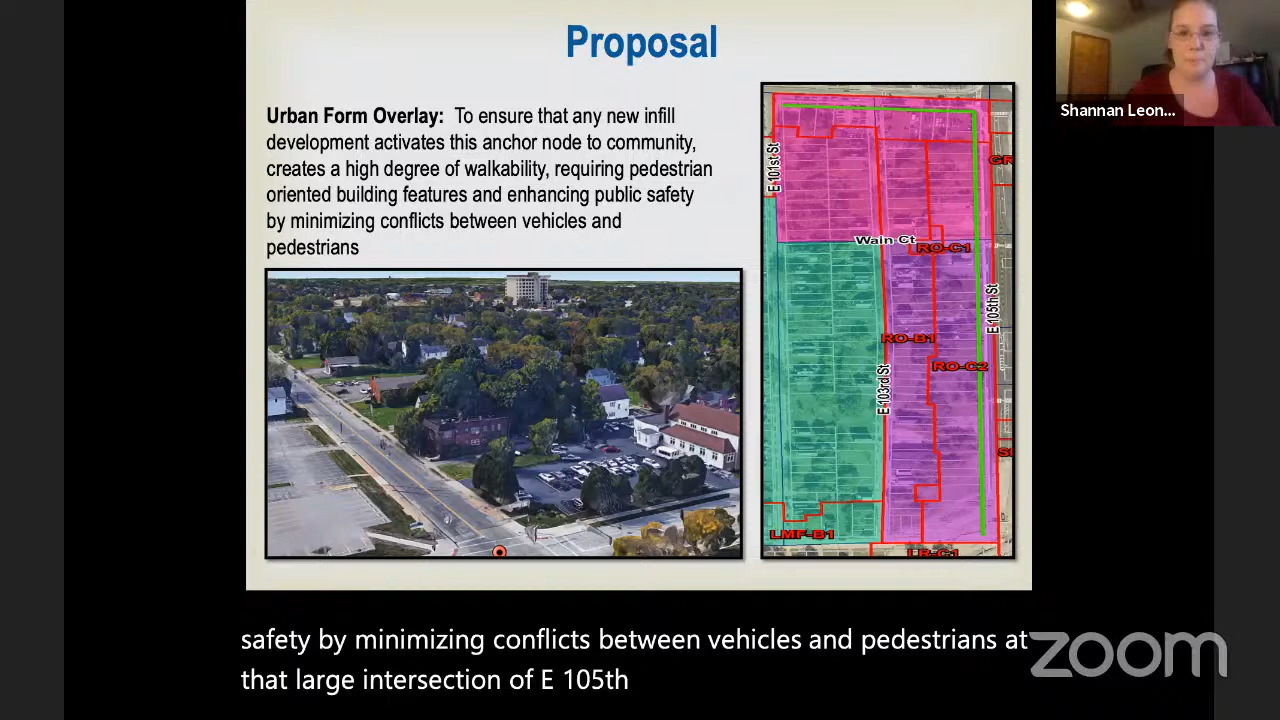 Proposal
Urban Form Overlay: To ensure that any new infill
development activates this anchor node to community,
creates a high degree of walkability, requiring pedestrian
oriented building features and enhancing public safety
by minimizing conflicts between vehicles and
pedestrians
E 101st St
Wain Ct
RO-C1
E 105th St
RO-B1
RO-C2
E 103rd St
LMF-B1
LR-C1
Shannan Leon...
safety by minimizing conflicts between vehicles and pedestrians at
that large intersection of E 105th
zoom